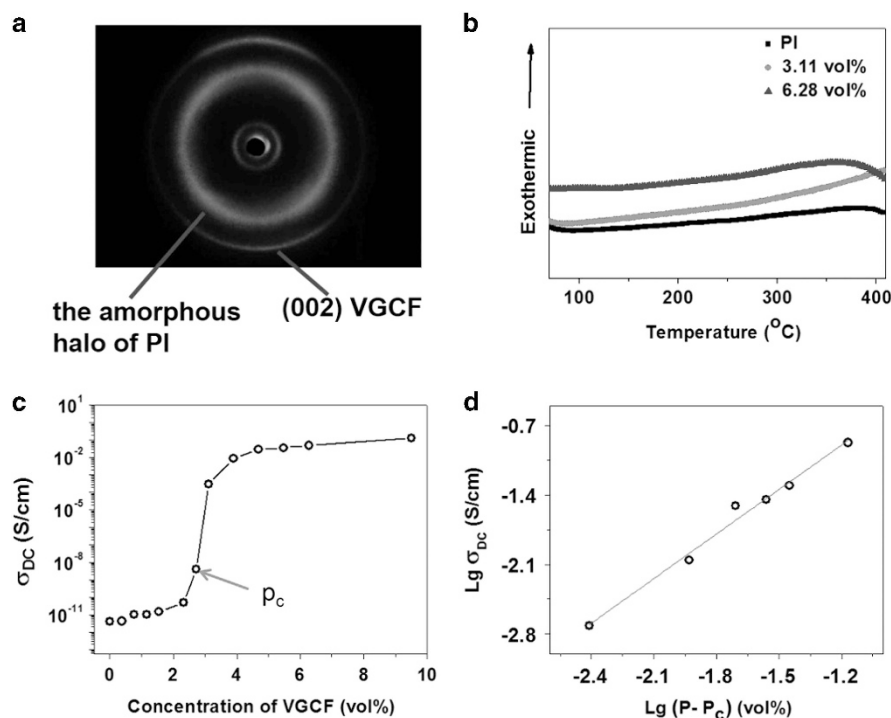 a
the amorphous
halo of PI
(002) VGCF
b
Exothermic
PI
3.11 vol%
6.28 vol%
100 200 300 400
Temperature (°C)
c
σDC (S/cm)
10^1
10^-2
10^-5
10^-8
10^-11
pc
0 2 4 6 8 10
Concentration of VGCF (vol%)
d
Lg σDC (S/cm)
-0.7
-1.4
-2.1
-2.8
-2.4 -2.1 -1.8 -1.5 -1.2
Lg (P- PC) (vol%)